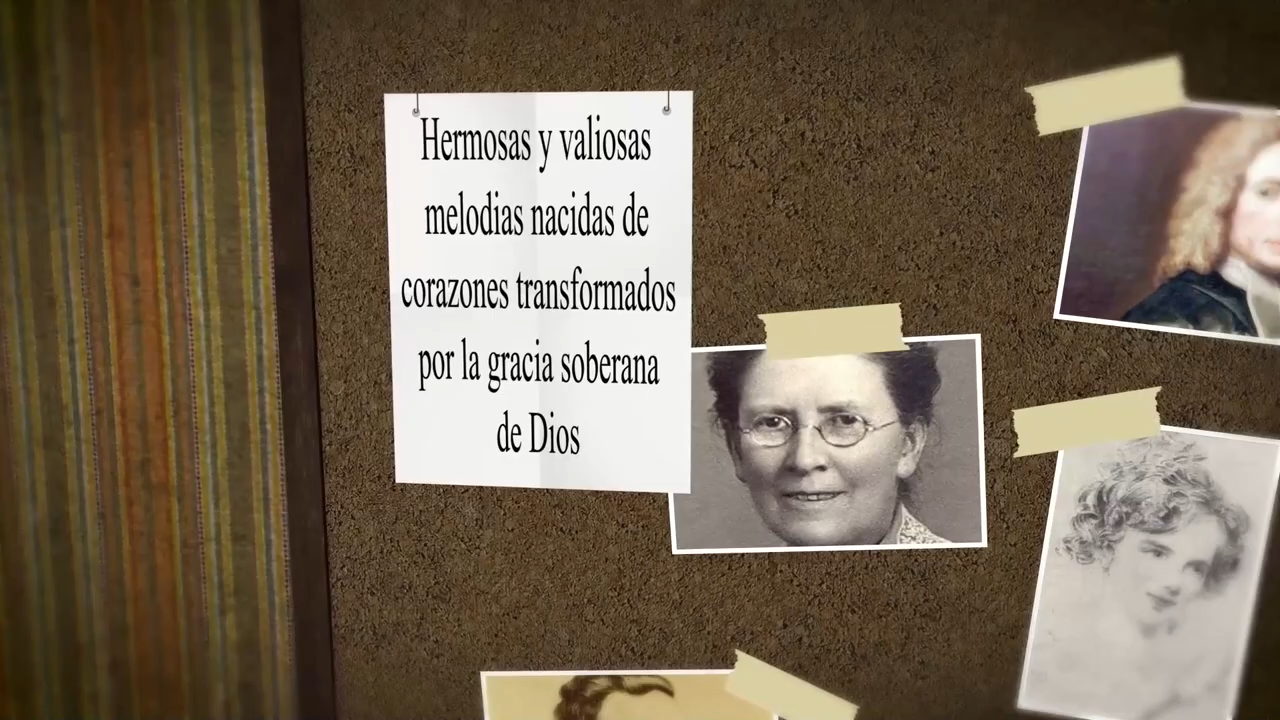 Hermosas y valiosas
melodias nacidas de
corazones transformados
por la gracia soberana
de Dios